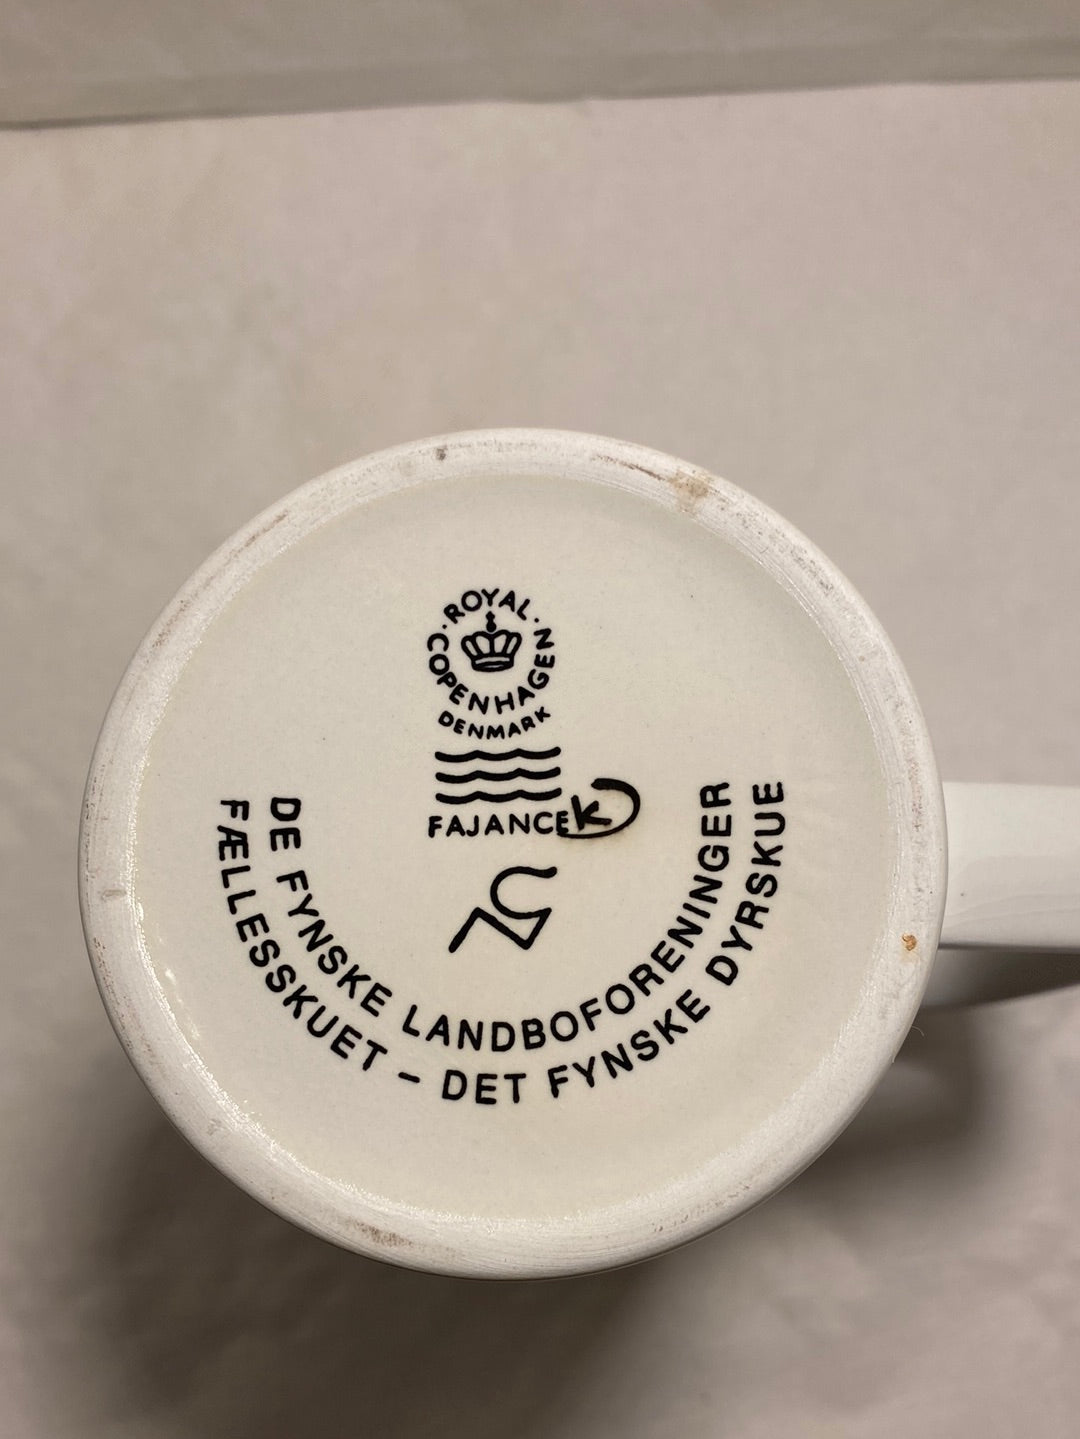 ROYAL
COPENHAGEN
DENMARK
FAJANCE
K
DE FYNSKE LANDBOFORENINGER
FÆLLESSKUET - DET FYNSKE DYRSKUE